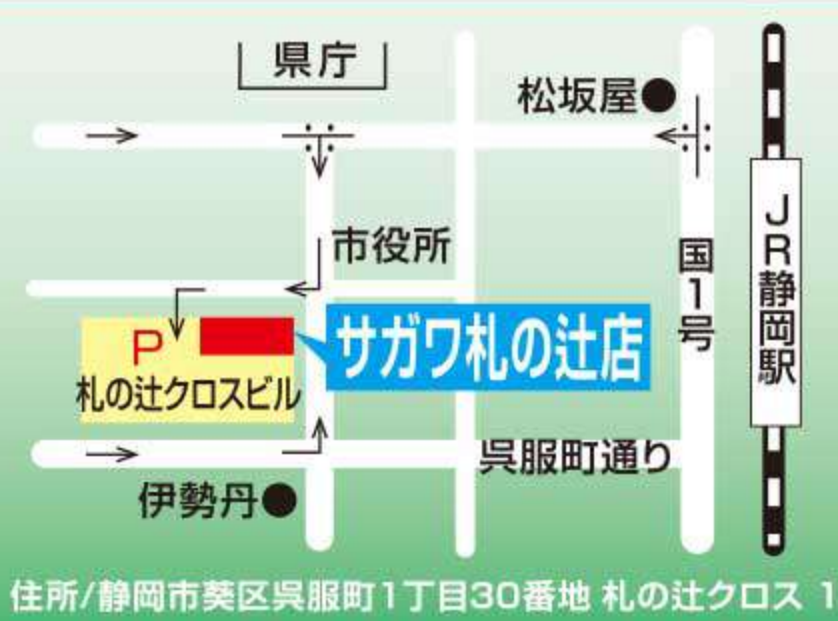 県庁
松坂屋
市役所
国1号
JR静岡駅
サガワ札の辻店
P
札の辻クロスビル
呉服町通り
伊勢丹
住所/静岡市葵区呉服町1丁目30番地 札の辻クロス 1